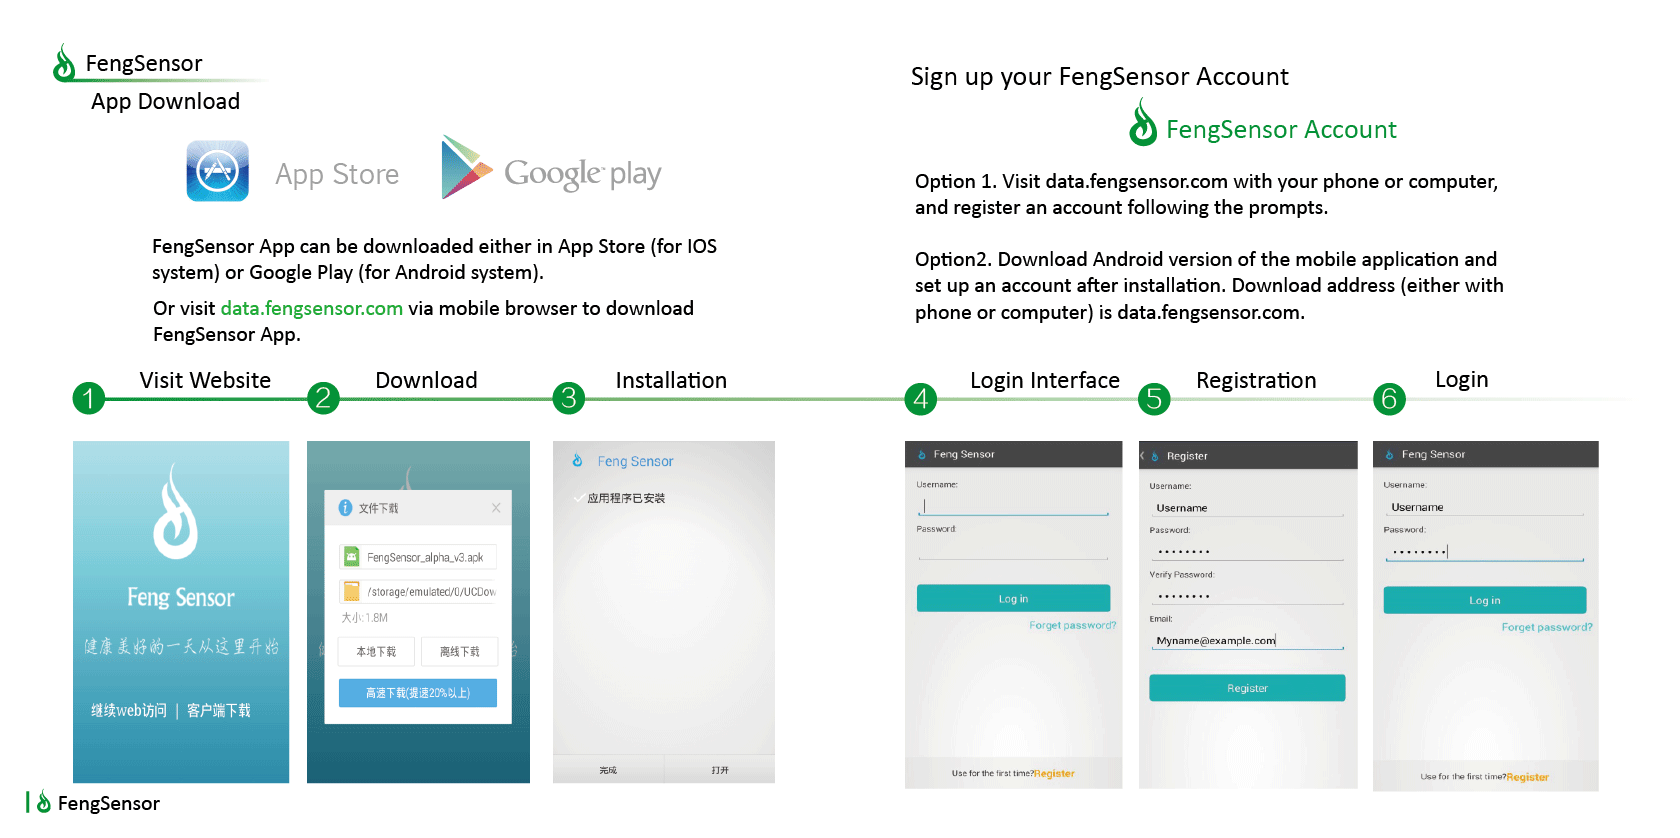 FengSensor
App Download
App Store
Google play
FengSensor App can be downloaded either in App Store (for IOS
system) or Google Play (for Android system).
Or visit data.fengsensor.com via mobile browser to download
FengSensor App.
Sign up your FengSensor Account
FengSensor Account
Option 1. Visit data.fengsensor.com with your phone or computer,
and register an account following the prompts.
Option2. Download Android version of the mobile application and
set up an account after installation. Download address (either with
phone or computer) is data.fengsensor.com.
1 Visit Website
2 Download
3 Installation
4 Login Interface
5 Registration
6 Login
Feng Sensor
健康美好的一天从这里开始
继续web访问 | 客户端下载
文件下载
FengSensor_alpha_v3.apk
/storage/emulated/0/UCDow
大小:1.8M
本地下载
离线下载
高速下载(提速20%以上)
Feng Sensor
应用程序已安装
完成
打开
Feng Sensor
Username:
Password:
Log in
Forget password?
Use for the first time?Register
Register
Username:
Username
Password:
••••••••
Verify Password:
••••••••
Email:
Myname@example.com
Register
Feng Sensor
Username:
Username
Password:
••••••••
Log in
Forget password?
Use for the first time?Register
FengSensor